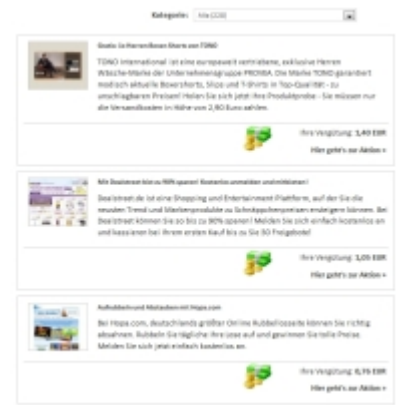 Kategorie: Alle (228)
Gratis: 1x Herren Boxer Shorts von TONO
TONO International ist eine europaweit vertriebene, exklusive Herren
Wäsche-Marke der Unternehmensgruppe PRONSA. Die Marke TONO garantiert
modisch aktuelle Boxershorts, Slips und T-Shirts in Top-Qualität - zu
unschlagbaren Preisen! Holen Sie sich jetzt Ihre Produktprobe - Sie müssen nur
die Versandkosten in Höhe von 2,90 Euro zahlen.
Ihre Vergütung: 1,40 EUR
Hier geht's zur Aktion »
Mit Dealstreet bis zu 90% sparen! Kostenlos anmelden und mitbieten!
Dealstreet.de ist eine Shopping und Entertainment Plattform, auf der Sie die
neusten Trend und Markenprodukte zu Schnäppchenpreisen ersteigern können. Bei
Dealstreet können Sie so bis zu 90% sparen! Melden Sie sich einfach kostenlos an
und kassieren bei Ihrem ersten Kauf bis zu Sie 30 Freigebote!
Ihre Vergütung: 1,05 EUR
Hier geht's zur Aktion »
Aufrubbeln und Abstauben mit Hopa.com
Bei Hopa.com, deutschlands größter Online Rubbellosseite können Sie richtig
absahnen. Rubbeln Sie täglich Ihre Lose auf und gewinnen Sie tolle Preise.
Melden Sie sich jetzt einfach kostenlos an.
Ihre Vergütung: 0,76 EUR
Hier geht's zur Aktion »